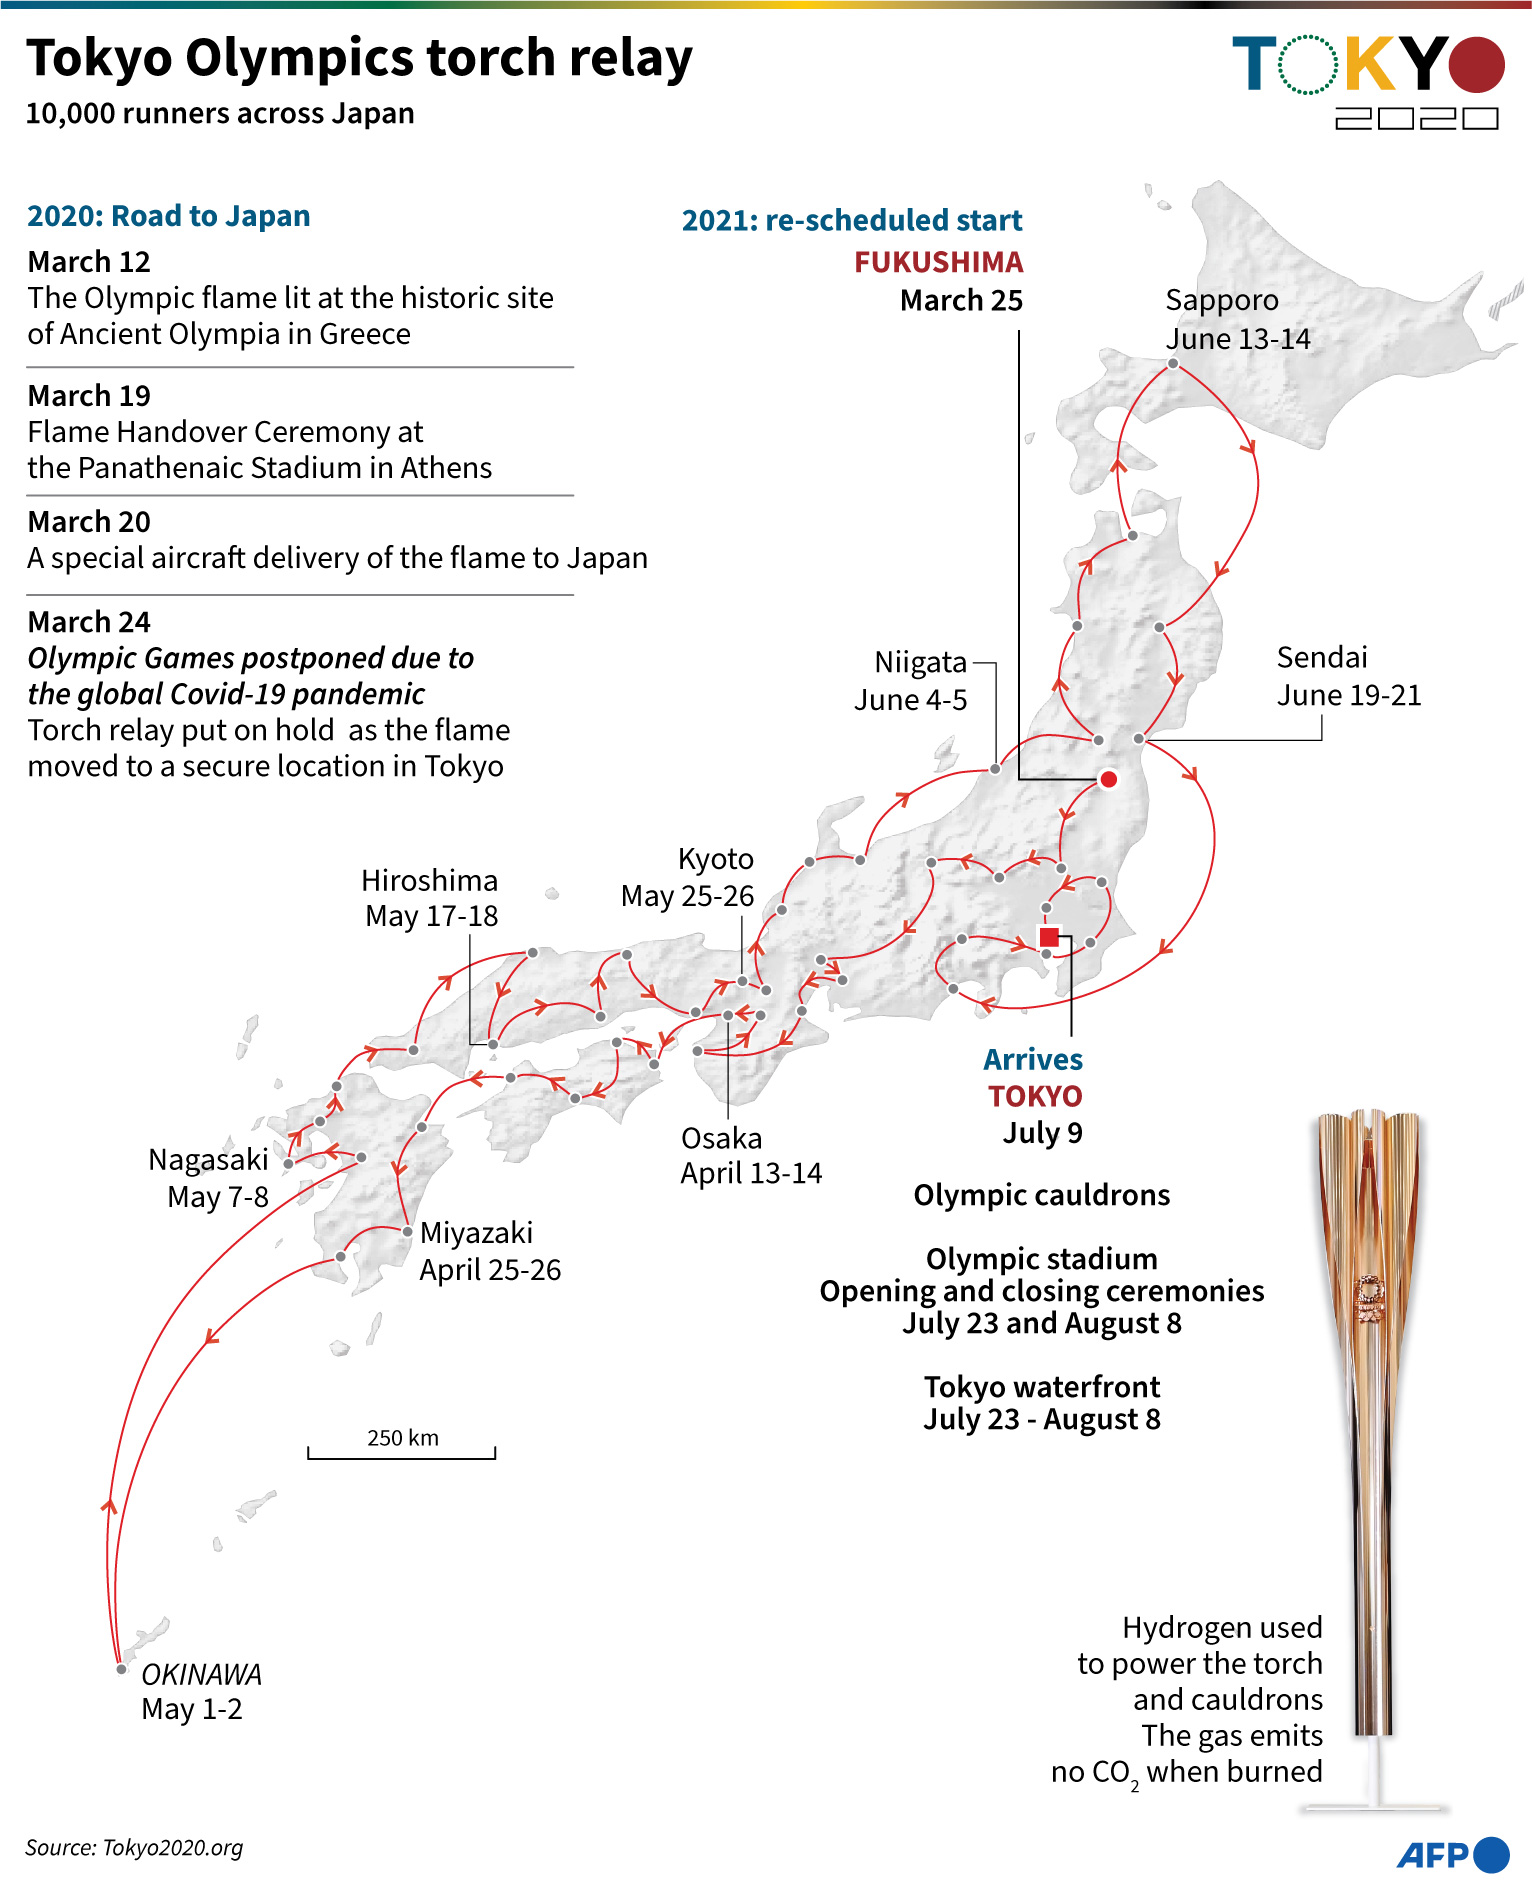 Tokyo Olympics torch relay
10,000 runners across Japan
TOKYO
2020
2020: Road to Japan
March 12
The Olympic flame lit at the historic site
of Ancient Olympia in Greece
March 19
Flame Handover Ceremony at
the Panathenaic Stadium in Athens
March 20
A special aircraft delivery of the flame to Japan
March 24
Olympic Games postponed due to
the global Covid-19 pandemic
Torch relay put on hold  as the flame
moved to a secure location in Tokyo
2021: re-scheduled start
FUKUSHIMA
March 25
Sapporo
June 13-14
Niigata
June 4-5
Sendai
June 19-21
Kyoto
May 25-26
Hiroshima
May 17-18
Arrives
TOKYO
July 9
Osaka
April 13-14
Nagasaki
May 7-8
Miyazaki
April 25-26
Olympic cauldrons
Olympic stadium
Opening and closing ceremonies
July 23 and August 8
Tokyo waterfront
July 23 - August 8
250 km
OKINAWA
May 1-2
Hydrogen used
to power the torch
and cauldrons
The gas emits
no CO₂ when burned
Source: Tokyo2020.org
AFP